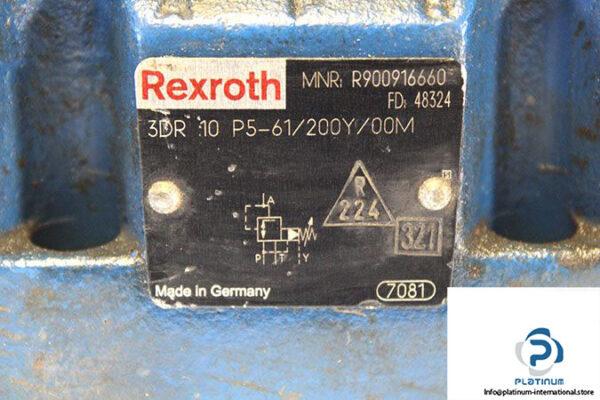 Rexroth
MNR: R900916660
FD: 48324
3DR 10 P5-61/200Y/00M
A
P T Y
R
224
321
Made in Germany
7081
PLATINUM
Info@platinum-international.store